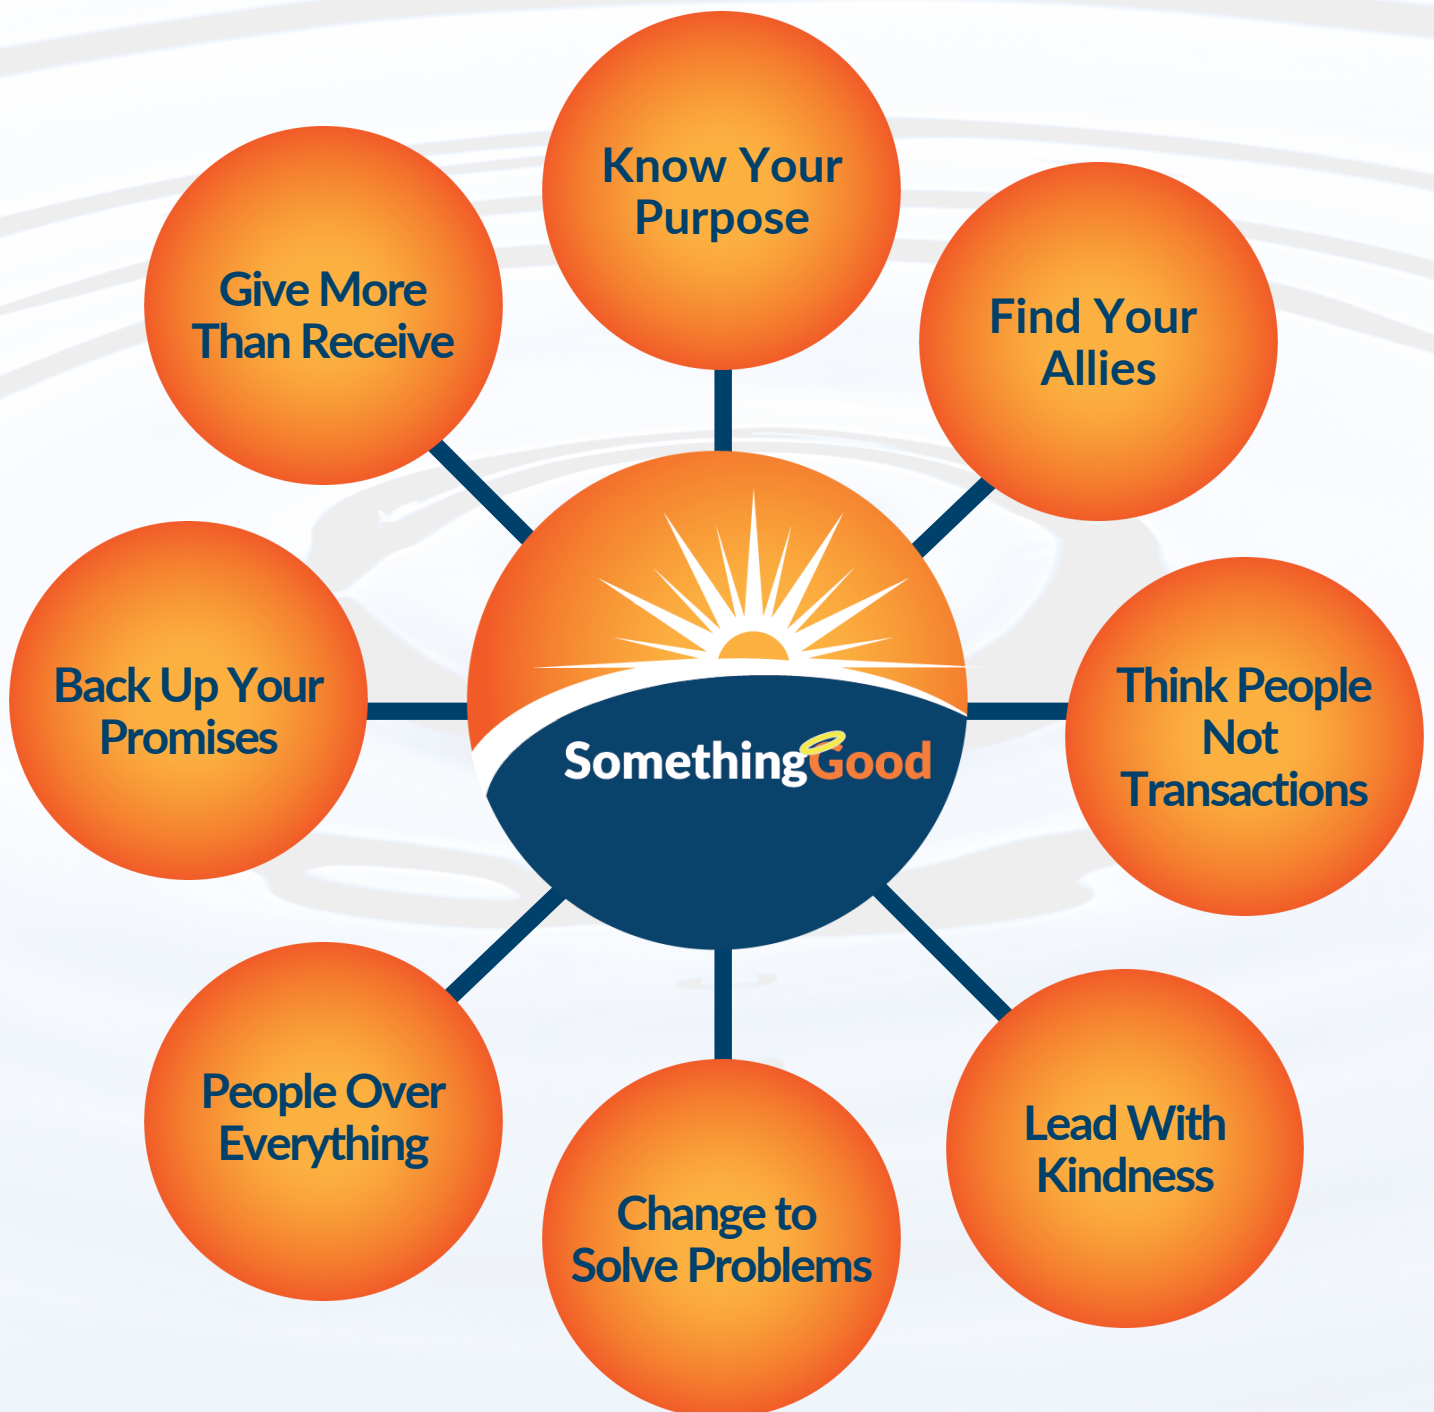 Know Your
Purpose
Find Your
Allies
Think People
Not
Transactions
Lead With
Kindness
Change to
Solve Problems
People Over
Everything
Back Up Your
Promises
Give More
Than Receive
SomethingGood